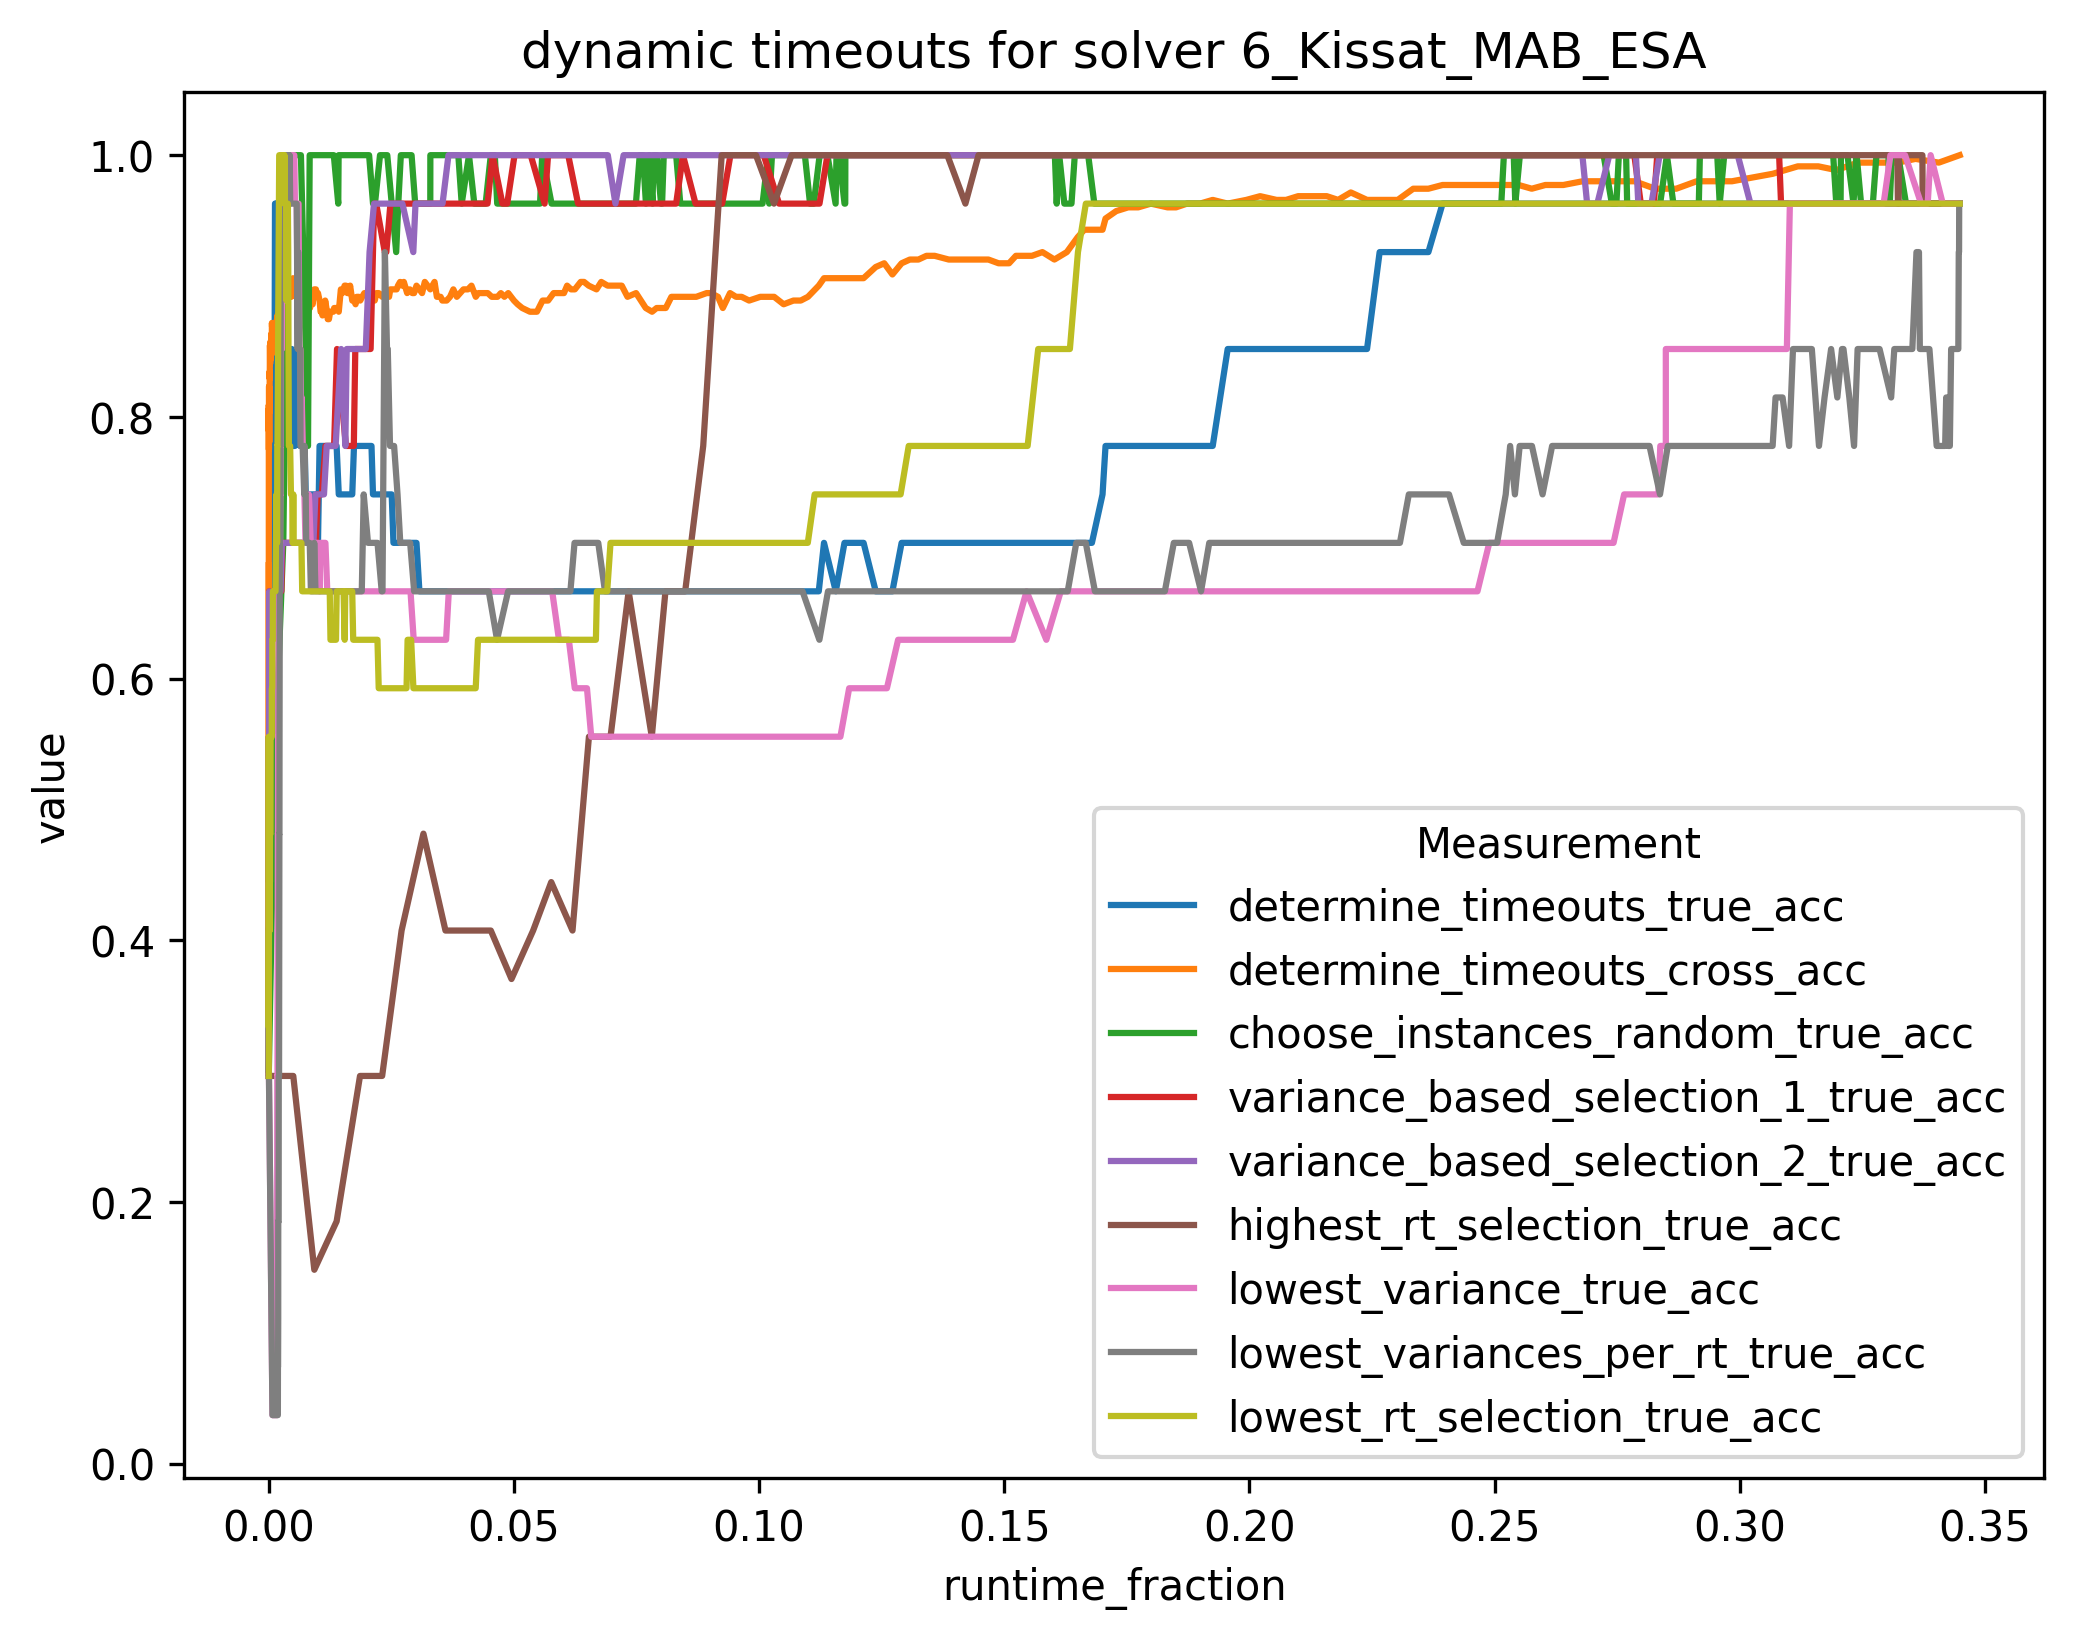 dynamic timeouts for solver 6_Kissat_MAB_ESA
1.0
0.8
0.6
0.4
0.2
0.0
value
Measurement
determine_timeouts_true_acc
determine_timeouts_cross_acc
choose_instances_random_true_acc
variance_based_selection_1_true_acc
variance_based_selection_2_true_acc
highest_rt_selection_true_acc
lowest_variance_true_acc
lowest_variances_per_rt_true_acc
lowest_rt_selection_true_acc
0.00 0.05 0.10 0.15 0.20 0.25 0.30 0.35
runtime_fraction